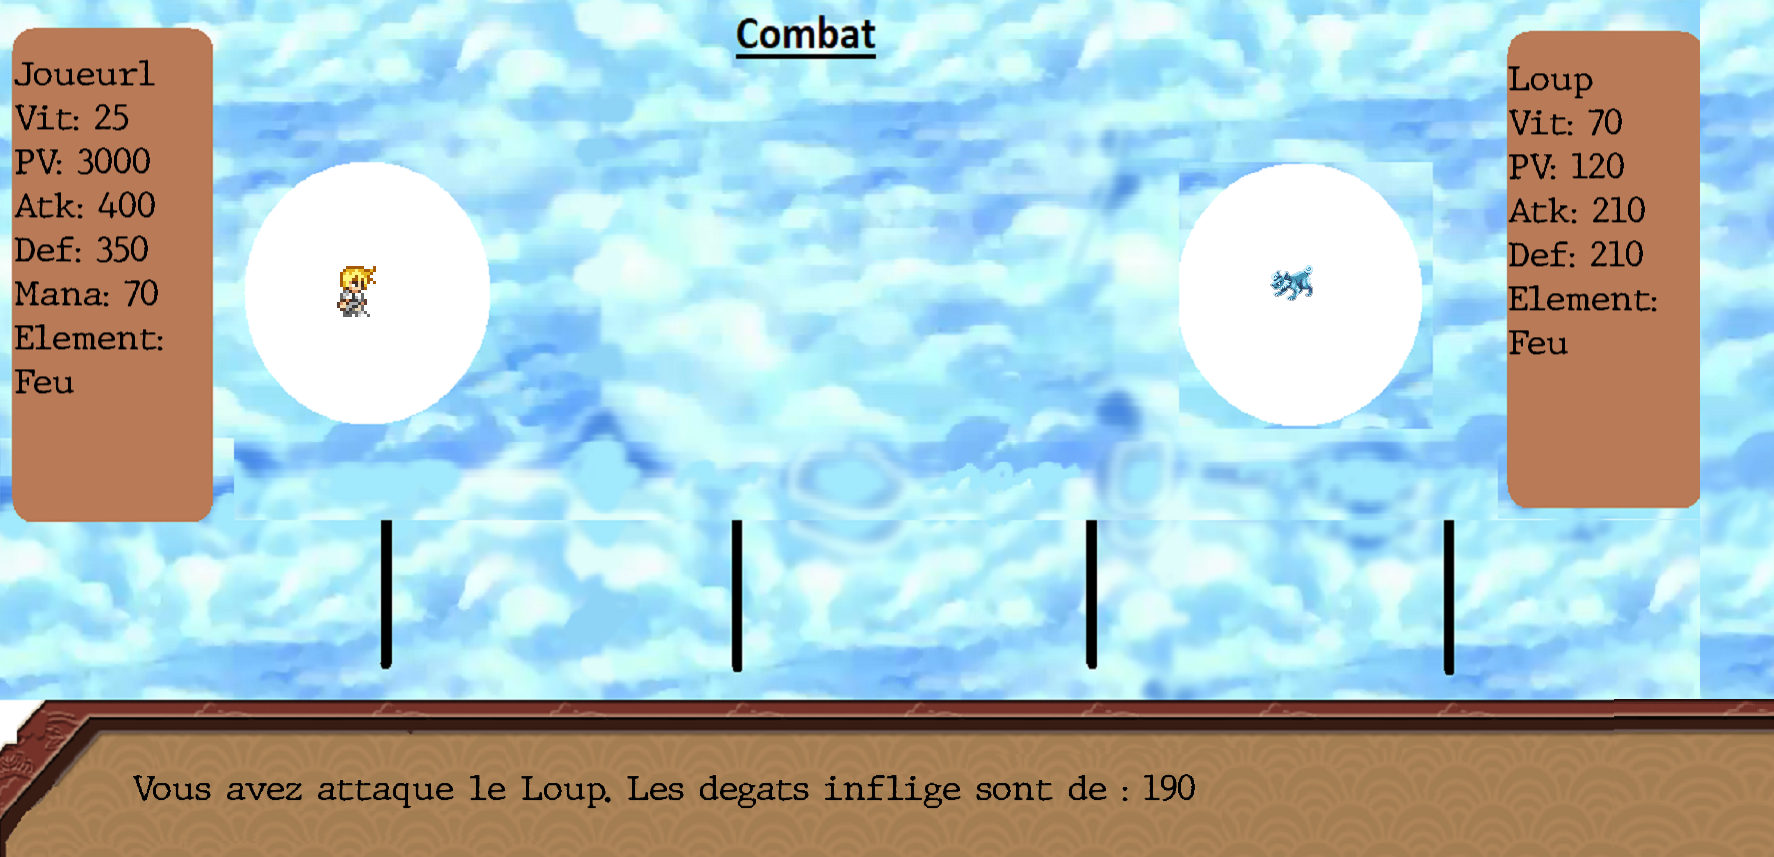 Combat
Joueur1
Vit: 25
PV: 3000
Atk: 400
Def: 350
Mana: 70
Element:
Feu
Loup
Vit: 70
PV: 120
Atk: 210
Def: 210
Element:
Feu
Vous avez attaque le Loup. Les degats inflige sont de : 190